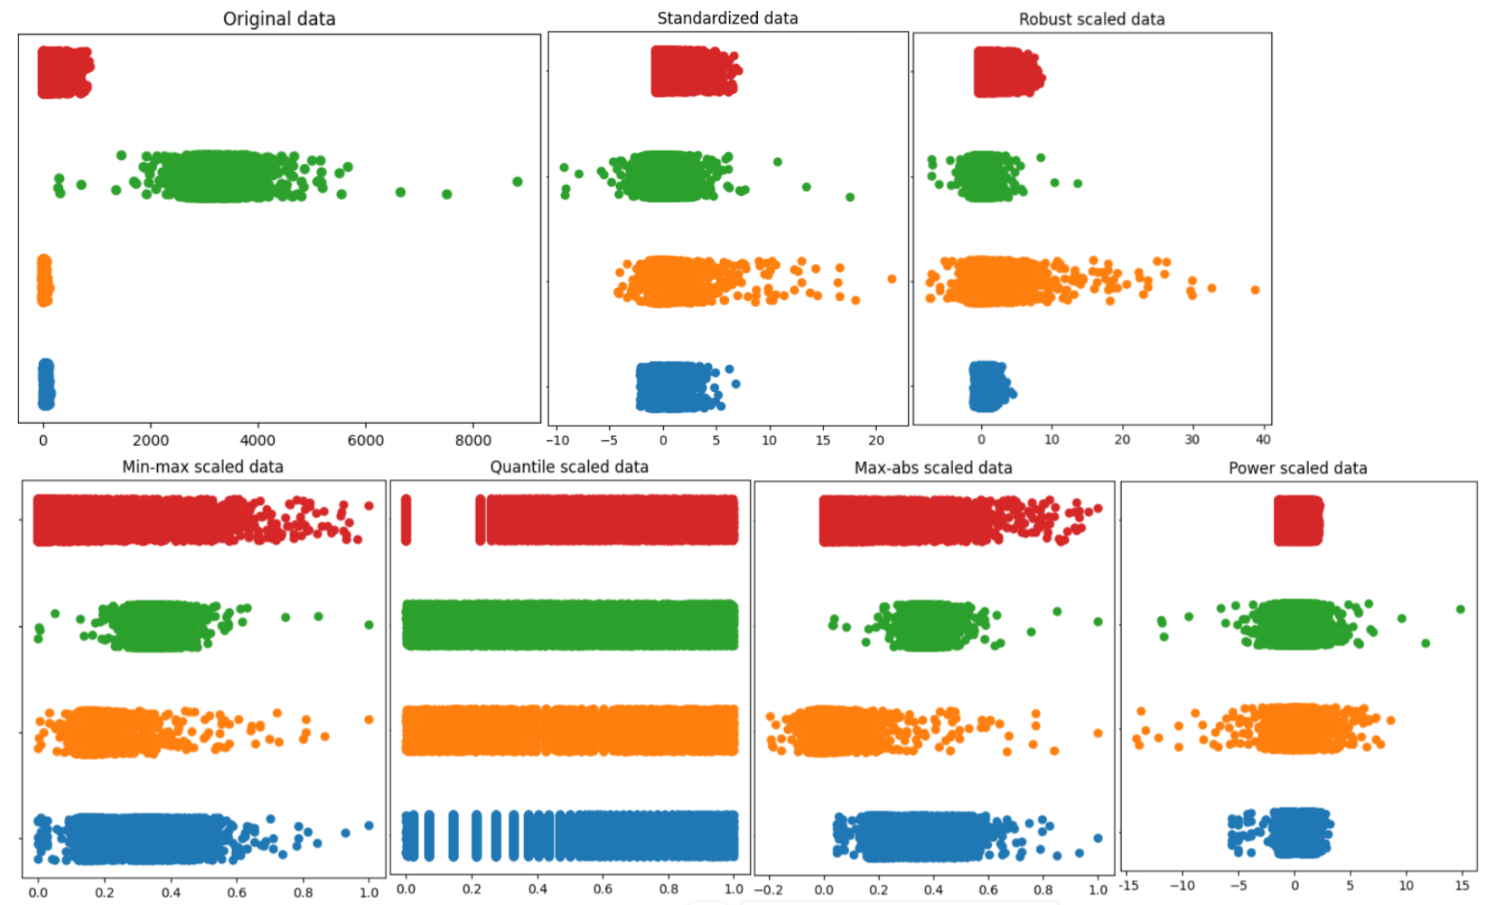 Original data
Standardized data
Robust scaled data
0 2000 4000 6000 8000
−10 −5 0 5 10 15 20
0 10 20 30 40
Min-max scaled data
Quantile scaled data
Max-abs scaled data
Power scaled data
0.0 0.2 0.4 0.6 0.8 1.0
0.0 0.2 0.4 0.6 0.8 1.0
−0.2 0.0 0.2 0.4 0.6 0.8 1.0
−15 −10 −5 0 5 10 15